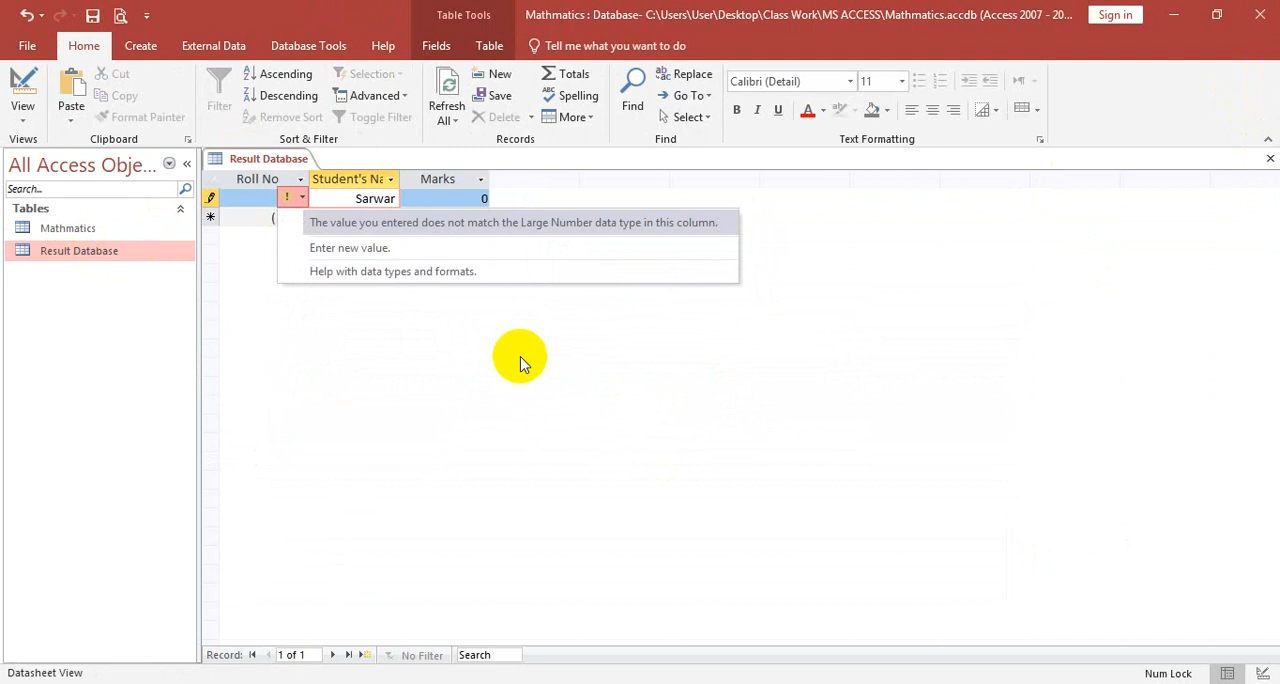 Table Tools
Mathmatics : Database- C:\Users\User\Desktop\Class Work\MS ACCESS\Mathmatics.accdb (Access 2007 - 20...
Sign in
File
Home
Create
External Data
Database Tools
Help
Fields
Table
Tell me what you want to do
View
Paste
Cut
Copy
Format Painter
Filter
Ascending
Descending
Remove Sort
Selection
Advanced
Toggle Filter
Refresh
All
New
Save
Delete
Totals
Spelling
More
Find
Replace
Go To
Select
Calibri (Detail)
11
B I U
Views
Clipboard
Sort & Filter
Records
Find
Text Formatting
All Access Obje...
Search...
Tables
Mathmatics
Result Database
Result Database
Roll No
Student's Na
Marks
Sarwar
0
(
The value you entered does not match the Large Number data type in this column.
Enter new value.
Help with data types and formats.
Record:
1 of 1
No Filter
Search
Datasheet View
Num Lock